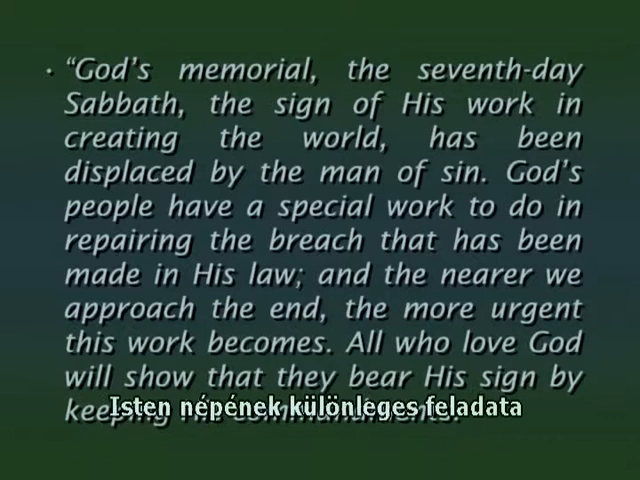 · “God’s memorial, the seventh-day
Sabbath, the sign of His work in
creating the world, has been
displaced by the man of sin. God’s
people have a special work to do in
repairing the breach that has been
made in His law; and the nearer we
approach the end, the more urgent
this work becomes. All who love God
will show that they bear His sign by
keeping His commandments.
Isten népének különleges feladata